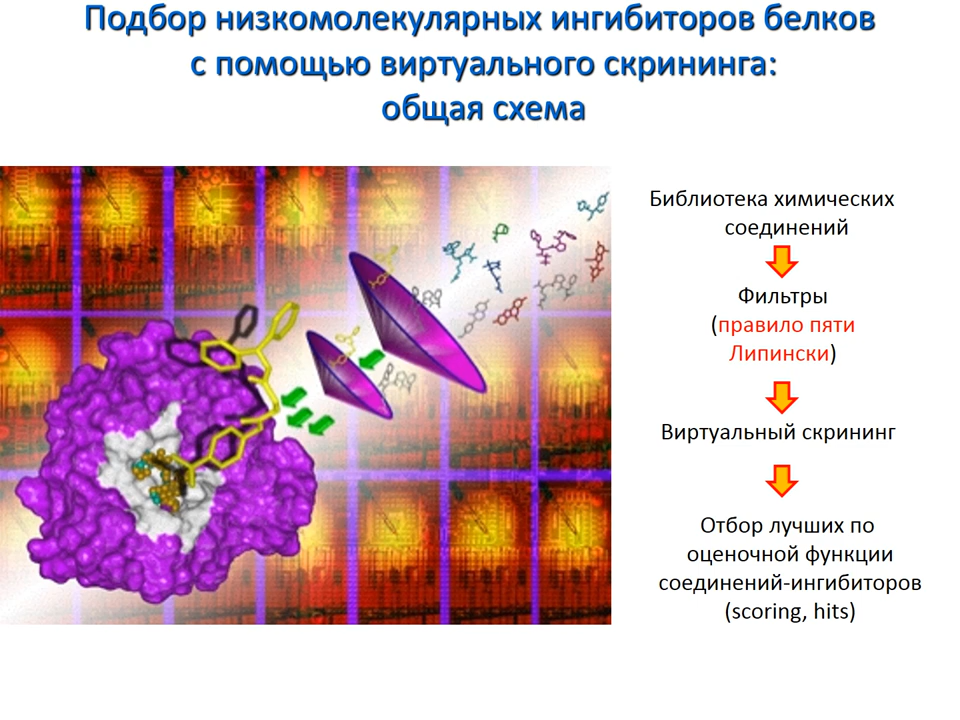 Подбор низкомолекулярных ингибиторов белков
с помощью виртуального скрининга:
общая схема
Библиотека химических
соединений
Фильтры
(правило пяти
Липински)
Виртуальный скрининг
Отбор лучших по
оценочной функции
соединений-ингибиторов
(scoring, hits)